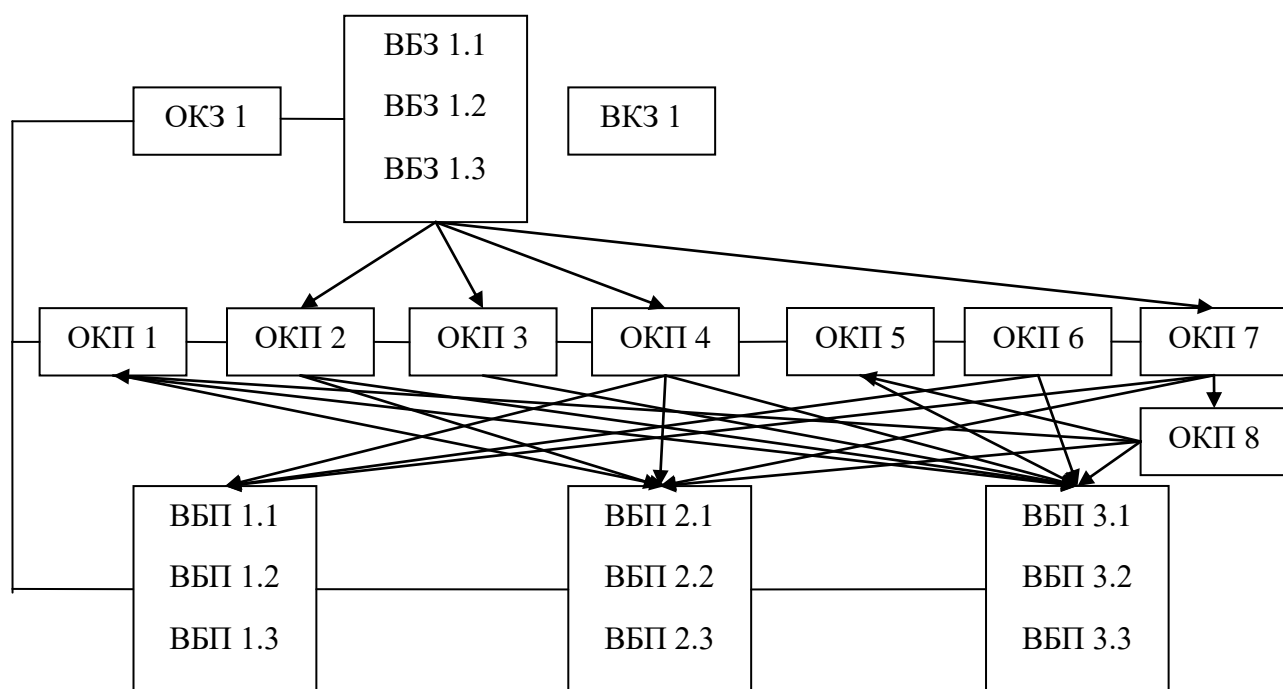 ВБЗ 1.1
ОКЗ 1
ВБЗ 1.2
ВКЗ 1
ВБЗ 1.3
ОКП 1
ОКП 2
ОКП 3
ОКП 4
ОКП 5
ОКП 6
ОКП 7
ОКП 8
ВБП 1.1
ВБП 1.2
ВБП 1.3
ВБП 2.1
ВБП 2.2
ВБП 2.3
ВБП 3.1
ВБП 3.2
ВБП 3.3